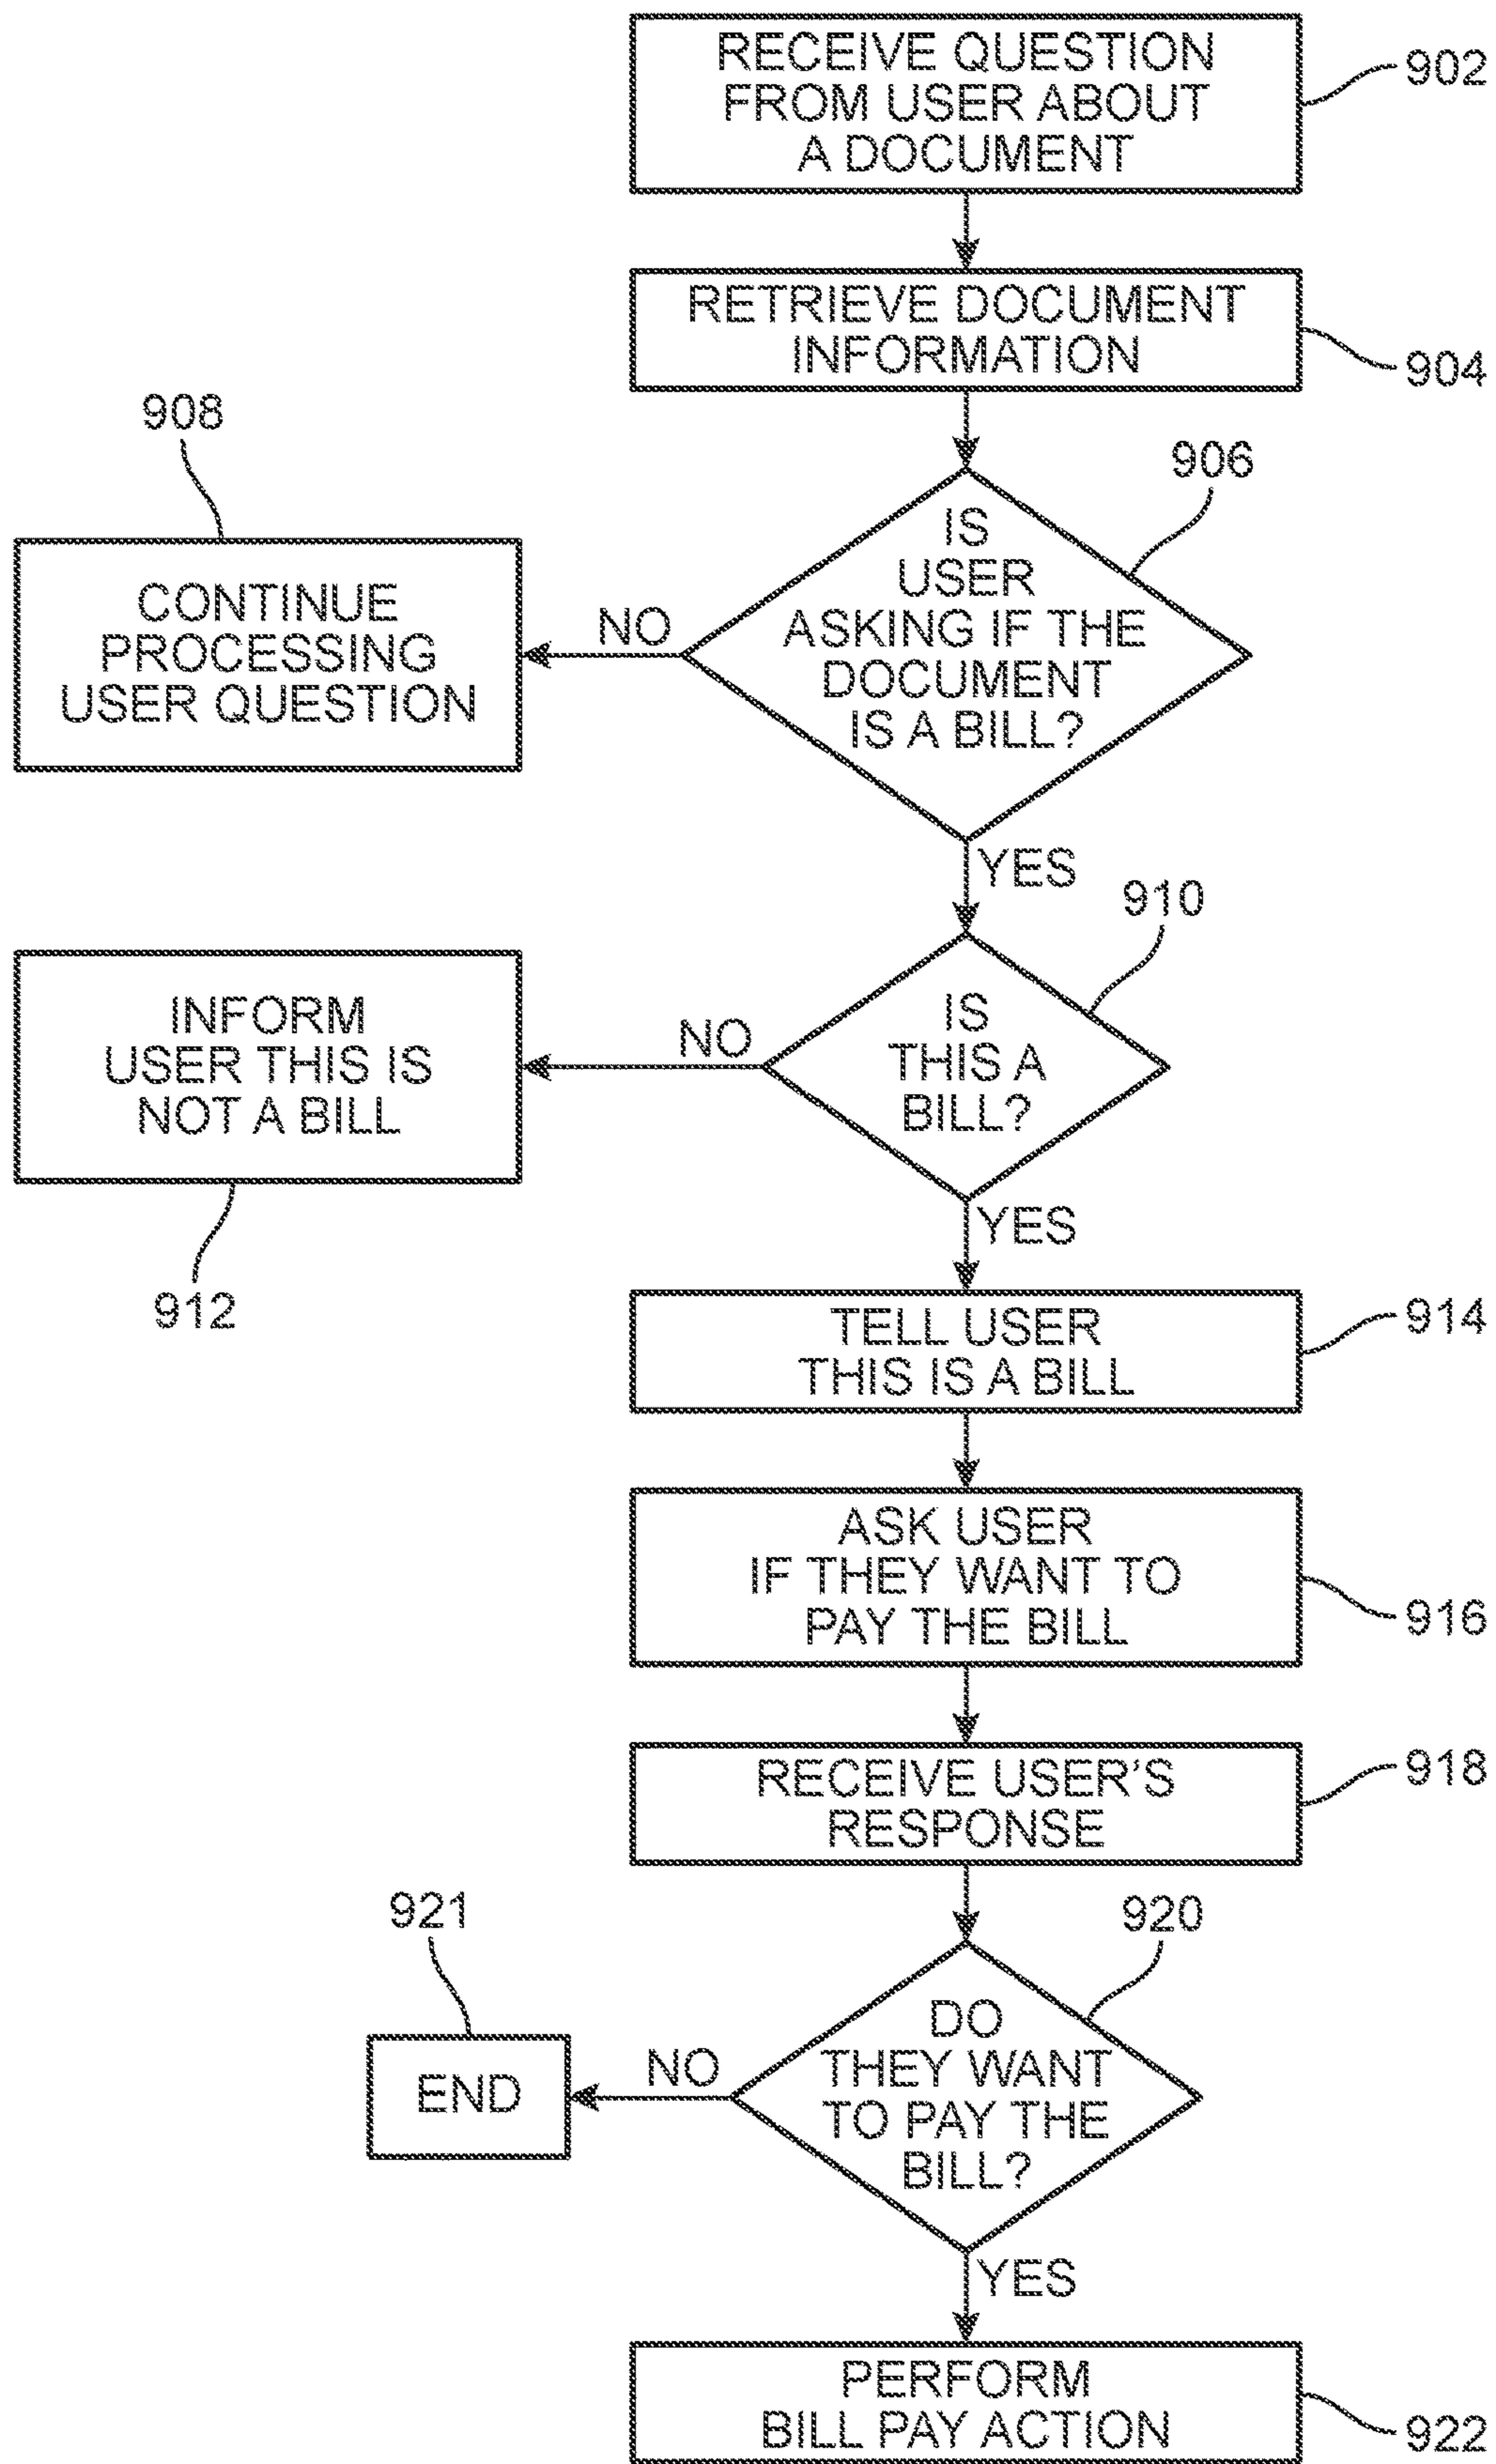 RECEIVE QUESTION
FROM USER ABOUT
A DOCUMENT
902
RETRIEVE DOCUMENT
INFORMATION
904
908
906
IS
USER
ASKING IF THE
DOCUMENT
IS A BILL?
NO
CONTINUE
PROCESSING
USER QUESTION
YES
910
IS
THIS A
BILL?
NO
INFORM
USER THIS IS
NOT A BILL
912
YES
TELL USER
THIS IS A BILL
914
ASK USER
IF THEY WANT TO
PAY THE BILL
916
RECEIVE USER'S
RESPONSE
918
921
920
DO
THEY WANT
TO PAY THE
BILL?
NO
END
YES
PERFORM
BILL PAY ACTION
922